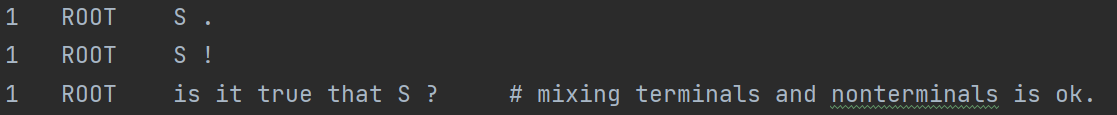 1   ROOT    S .
1   ROOT    S !
1   ROOT    is it true that S ?     # mixing terminals and nonterminals is ok.